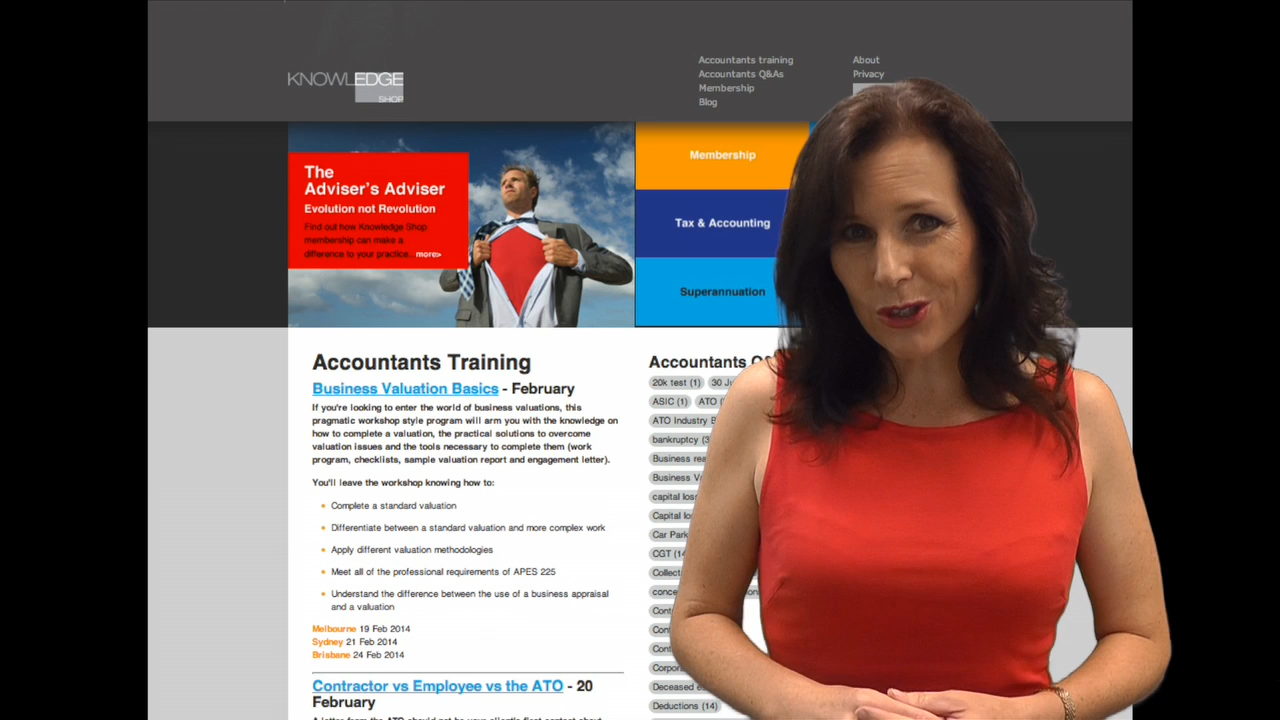 KNOWLEDGE
SHOP
Accountants training
Accountants Q&As
Membership
Blog
About
Privacy
The
Adviser's Adviser
Evolution not Revolution
Find out how Knowledge Shop
membership can make a
difference to your practice... more>
Membership
Tax & Accounting
Superannuation
Accountants Training
Business Valuation Basics - February
If you're looking to enter the world of business valuations, this
pragmatic workshop style program will arm you with the knowledge on
how to complete a valuation, the practical solutions to overcome
valuation issues and the tools necessary to complete them (work
program, checklists, sample valuation report and engagement letter).
You'll leave the workshop knowing how to:
Complete a standard valuation
Differentiate between a standard valuation and more complex work
Apply different valuation methodologies
Meet all of the professional requirements of APES 225
Understand the difference between the use of a business appraisal
and a valuation
Melbourne 19 Feb 2014
Sydney 21 Feb 2014
Brisbane 24 Feb 2014
Contractor vs Employee vs the ATO - 20
February
Accountants
20k test (1) 30
ASIC (1) ATO
ATO Industry
bankruptcy
Business
Business
capital
Capital
Car
CGT (14
Deceased
Deductions (14)